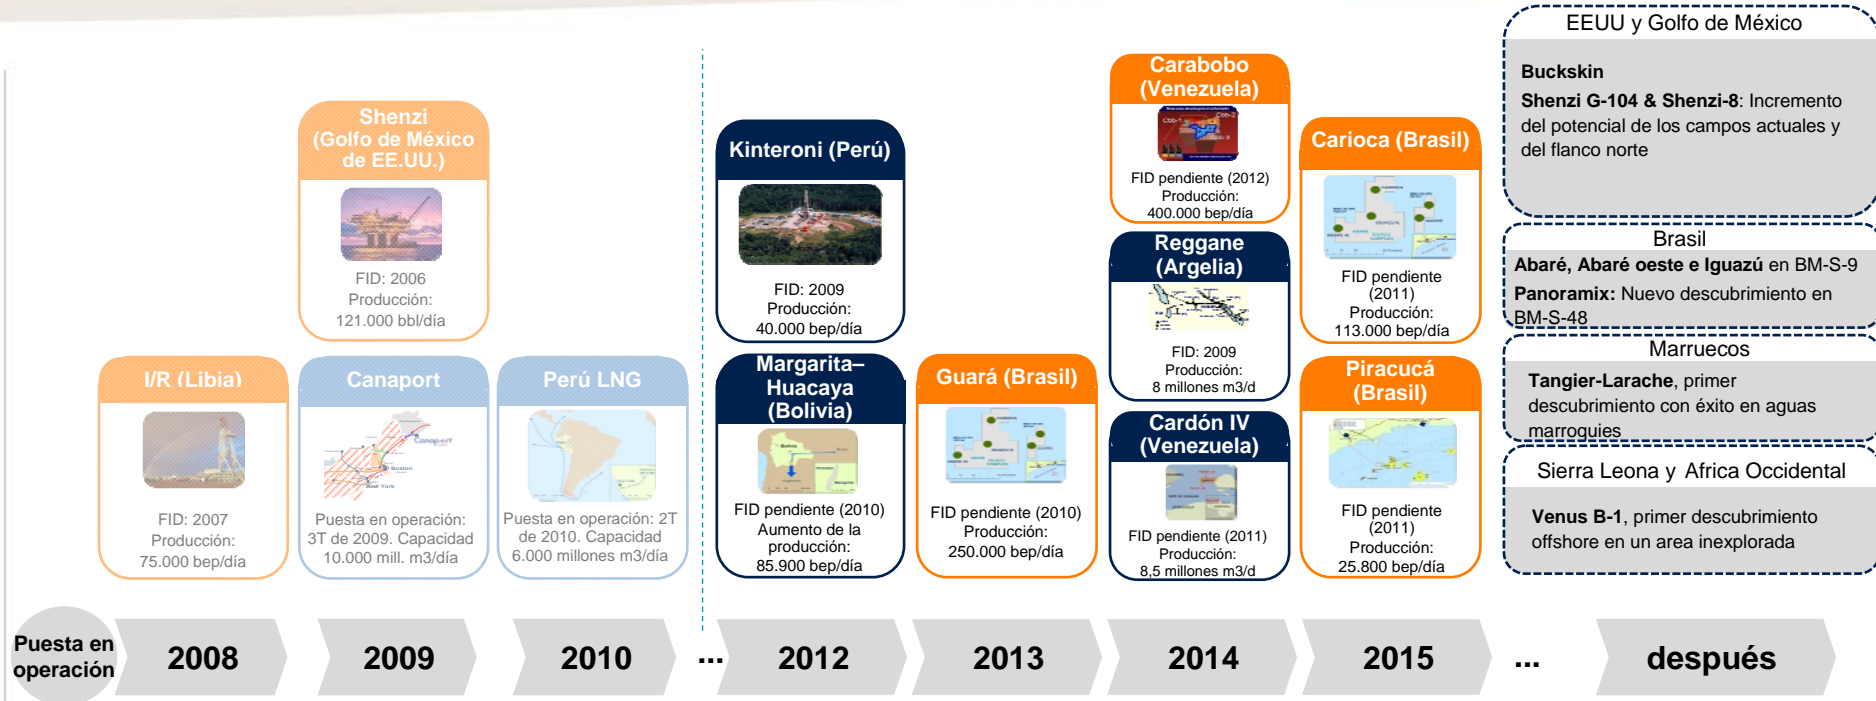 Shenzi
(Golfo de México
de EE.UU.)
FID: 2006
Producción:
121.000 bbl/día
I/R (Libia)
FID: 2007
Producción:
75.000 bep/día
Canaport
Canaport
Boston
New York
Puesta en operación:
3T de 2009. Capacidad
10.000 mill. m3/día
Perú LNG
Puesta en operación: 2T
de 2010. Capacidad
6.000 millones m3/día
Kinteroni (Perú)
FID: 2009
Producción:
40.000 bep/día
Margarita–
Huacaya
(Bolivia)
Bolivia
FID pendiente (2010)
Aumento de la
producción:
85.900 bep/día
Guará (Brasil)
FID pendiente (2010)
Producción:
250.000 bep/día
Carabobo
(Venezuela)
FID pendiente (2012)
Producción:
400.000 bep/día
Reggane
(Argelia)
FID: 2009
Producción:
8 millones m3/d
Cardón IV
(Venezuela)
FID pendiente (2011)
Producción:
8,5 millones m3/d
Carioca (Brasil)
FID pendiente
(2011)
Producción:
113.000 bep/día
Piracucá
(Brasil)
FID pendiente
(2011)
Producción:
25.800 bep/día
EEUU y Golfo de México
Buckskin
Shenzi G-104 & Shenzi-8: Incremento
del potencial de los campos actuales y
del flanco norte
Brasil
Abaré, Abaré oeste e Iguazú en BM-S-9
Panoramix: Nuevo descubrimiento en
BM-S-48
Marruecos
Tangier-Larache, primer
descubrimiento con éxito en aguas
marroquies
Sierra Leona y Africa Occidental
Venus B-1, primer descubrimiento
offshore en un area inexplorada
Puesta en
operación
2008
2009
2010
...
2012
2013
2014
2015
...
después